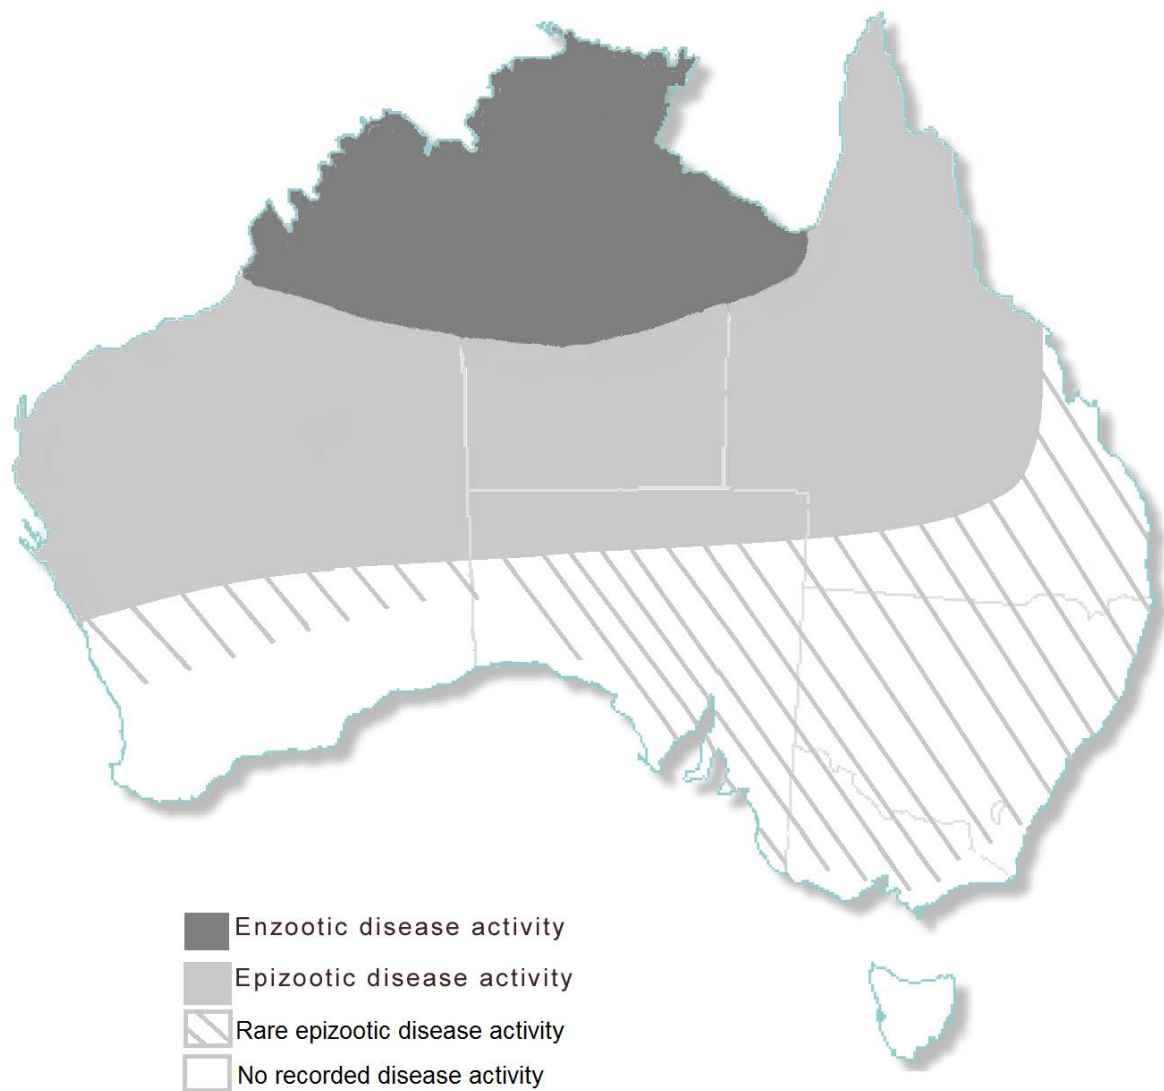 Enzootic disease activity
Epizootic disease activity
Rare epizootic disease activity
No recorded disease activity